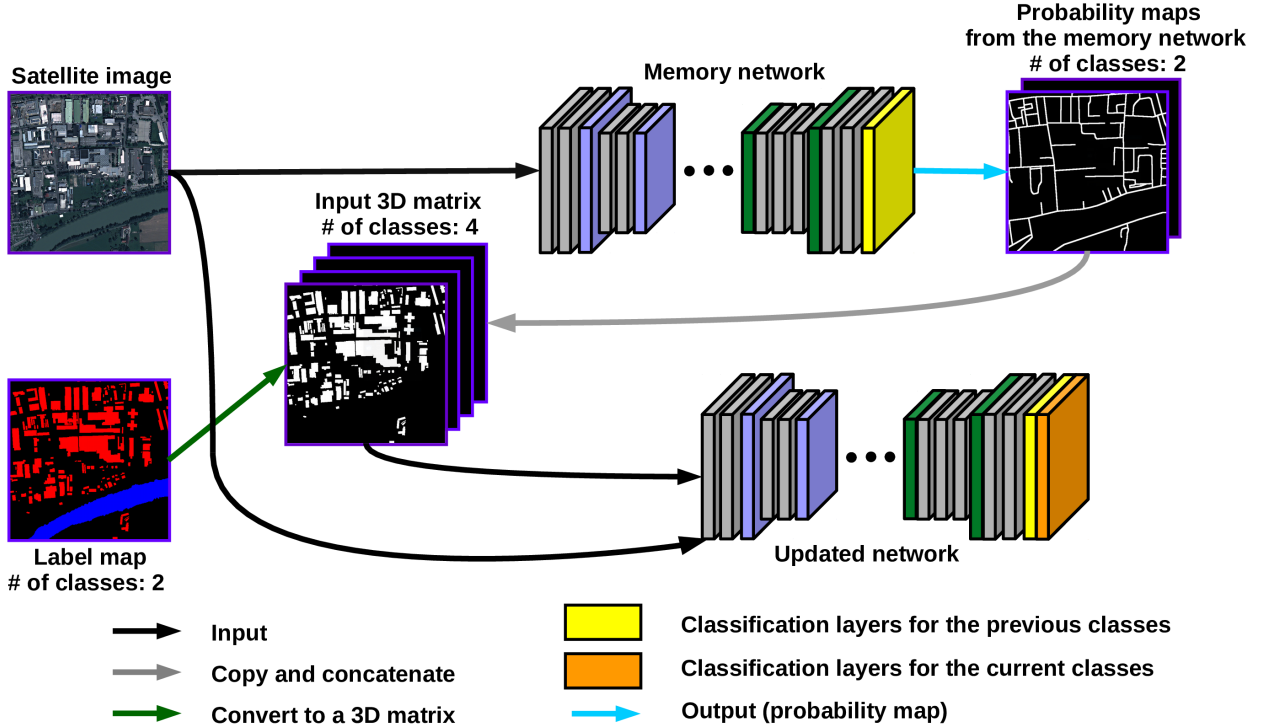 Probability maps
from the memory network
# of classes: 2
Satellite image
Memory network
Input 3D matrix
# of classes: 4
Label map
# of classes: 2
Updated network
Input
Copy and concatenate
Convert to a 3D matrix
Classification layers for the previous classes
Classification layers for the current classes
Output (probability map)